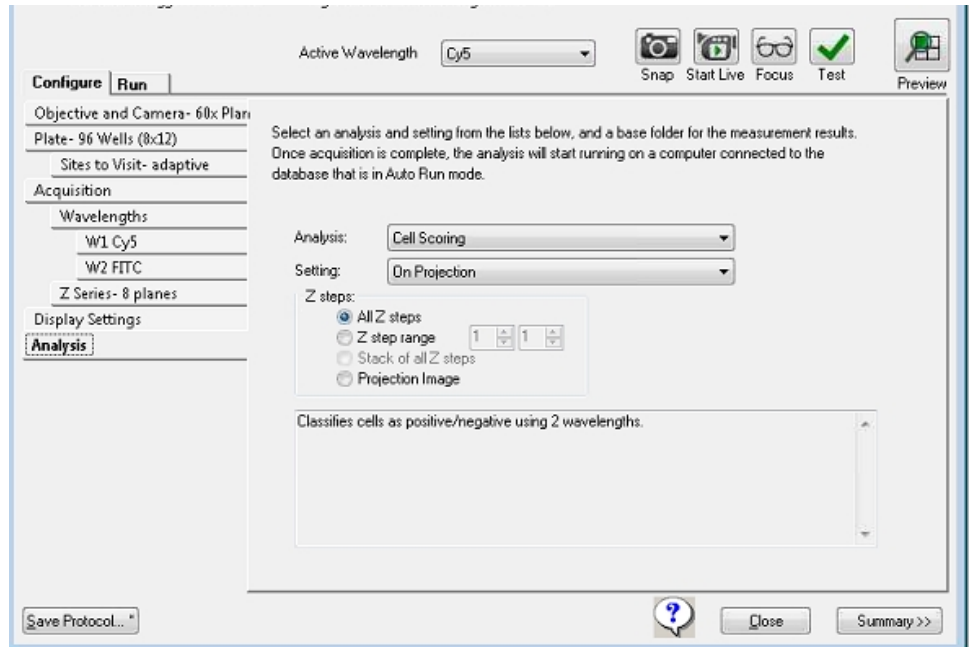 Active Wavelength Cy5
Snap Start Live Focus Test Preview
Configure Run
Objective and Camera- 60x Plan
Plate- 96 Wells (8x12)
Sites to Visit- adaptive
Acquisition
Wavelengths
W1 Cy5
W2 FITC
Z Series- 8 planes
Display Settings
Analysis
Select an analysis and setting from the lists below, and a base folder for the measurement results.
Once acquisition is complete, the analysis will start running on a computer connected to the
database that is in Auto Run mode.
Analysis: Cell Scoring
Setting: On Projection
Z steps:
All Z steps
Z step range 1 1
Stack of all Z steps
Projection Image
Classifies cells as positive/negative using 2 wavelengths.
Save Protocol... * ? Close Summary >>